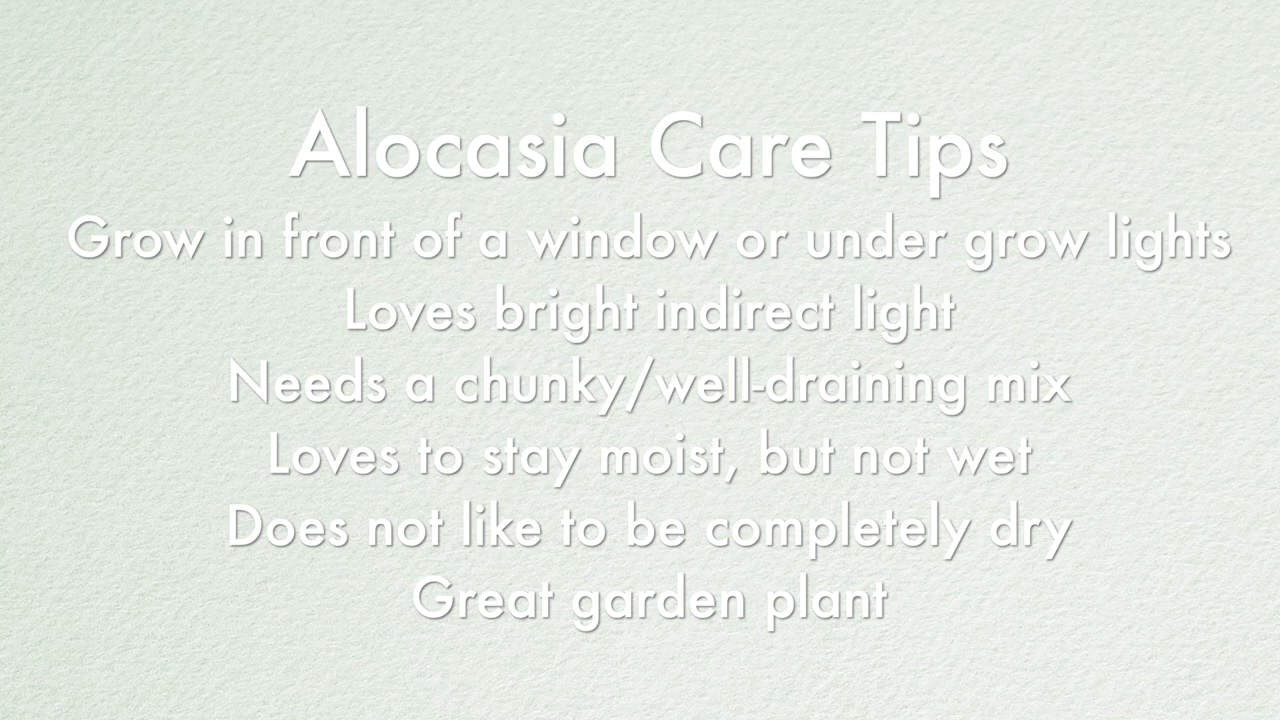 Alocasia Care Tips
Grow in front of a window or under grow lights
Loves bright indirect light
Needs a chunky/well-draining mix
Loves to stay moist, but not wet
Does not like to be completely dry
Great garden plant